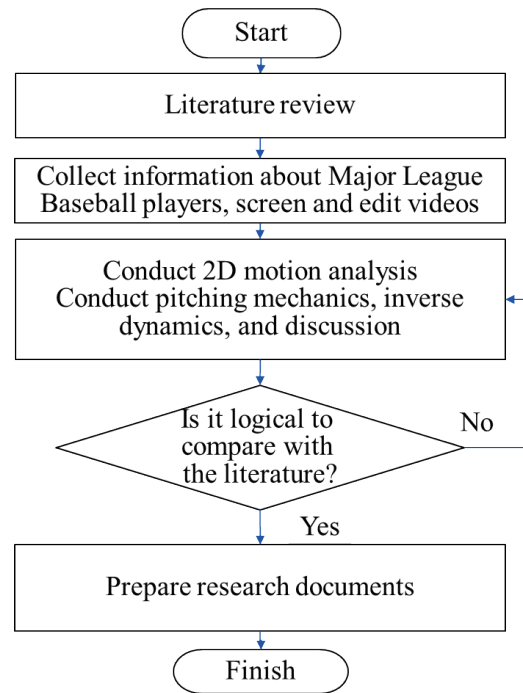 Start
Literature review
Collect information about Major League
Baseball players, screen and edit videos
Conduct 2D motion analysis
Conduct pitching mechanics, inverse
dynamics, and discussion
Is it logical to
compare with
the literature?
No
Yes
Prepare research documents
Finish